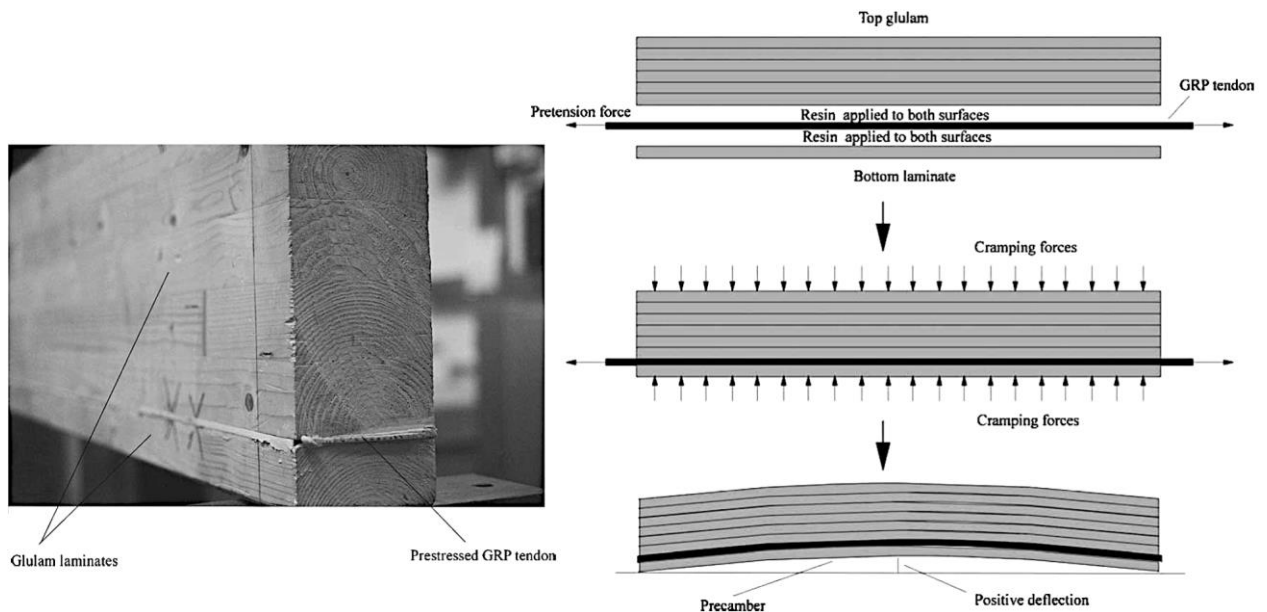 Top glulam
GRP tendon
Pretension force
Resin applied to both surfaces
Resin applied to both surfaces
Bottom laminate
Cramping forces
Cramping forces
Glulam laminates
Prestressed GRP tendon
Precamber
Positive deflection